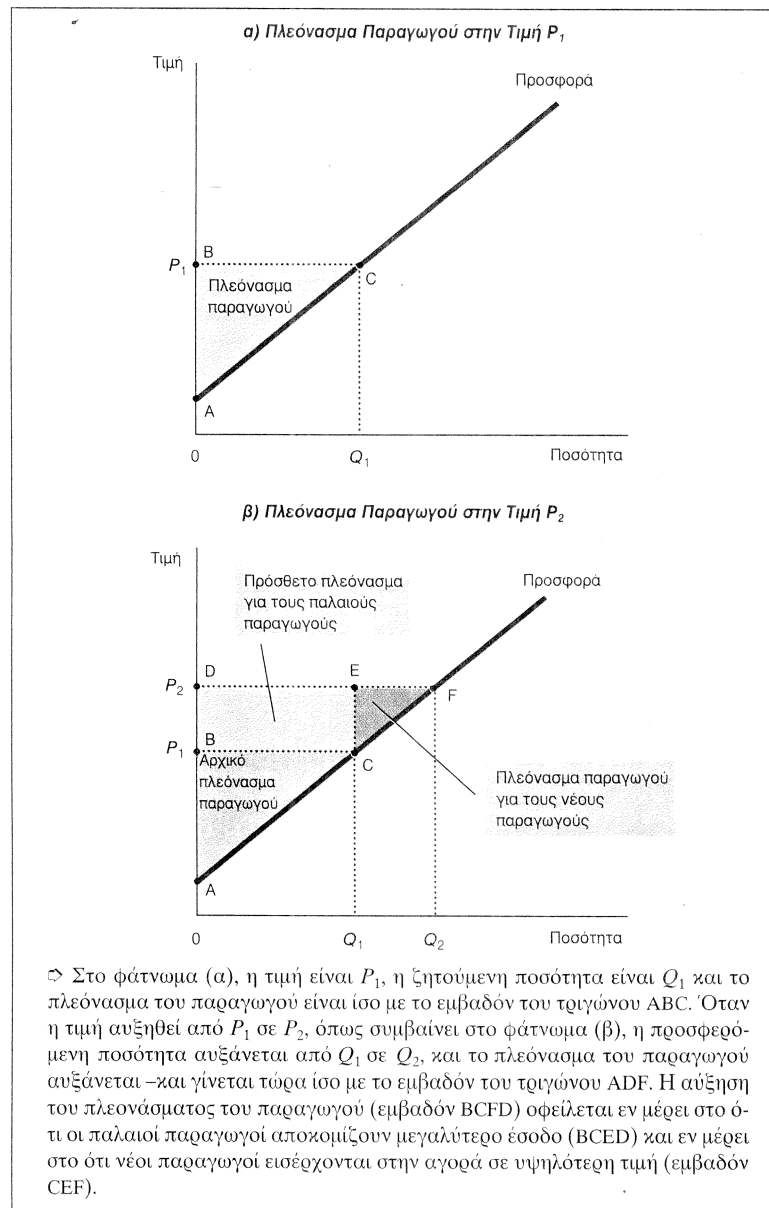 α) Πλεόνασμα Παραγωγού στην Τιμή P₁
Τιμή
Προσφορά
B
P₁
C
Πλεόνασμα
παραγωγού
A
0
Q₁
Ποσότητα
β) Πλεόνασμα Παραγωγού στην Τιμή P₂
Τιμή
Προσφορά
Πρόσθετο πλεόνασμα
για τους παλαιούς
παραγωγούς
D
E
P₂
F
B
P₁
C
Αρχικό
πλεόνασμα
παραγωγού
Πλεόνασμα παραγωγού
για τους νέους
παραγωγούς
A
0
Q₁
Q₂
Ποσότητα
⇨ Στο φάτνωμα (α), η τιμή είναι P₁, η ζητούμενη ποσότητα είναι Q₁ και το
πλεόνασμα του παραγωγού είναι ίσο με το εμβαδόν του τριγώνου ABC. Όταν
η τιμή αυξηθεί από P₁ σε P₂, όπως συμβαίνει στο φάτνωμα (β), η προσφερό-
μενη ποσότητα αυξάνεται από Q₁ σε Q₂, και το πλεόνασμα του παραγωγού
αυξάνεται –και γίνεται τώρα ίσο με το εμβαδόν του τριγώνου ADF. Η αύξηση
του πλεονάσματος του παραγωγού (εμβαδόν BCFD) οφείλεται εν μέρει στο ό-
τι οι παλαιοί παραγωγοί αποκομίζουν μεγαλύτερο έσοδο (BCED) και εν μέρει
στο ότι νέοι παραγωγοί εισέρχονται στην αγορά σε υψηλότερη τιμή (εμβαδόν
CEF).